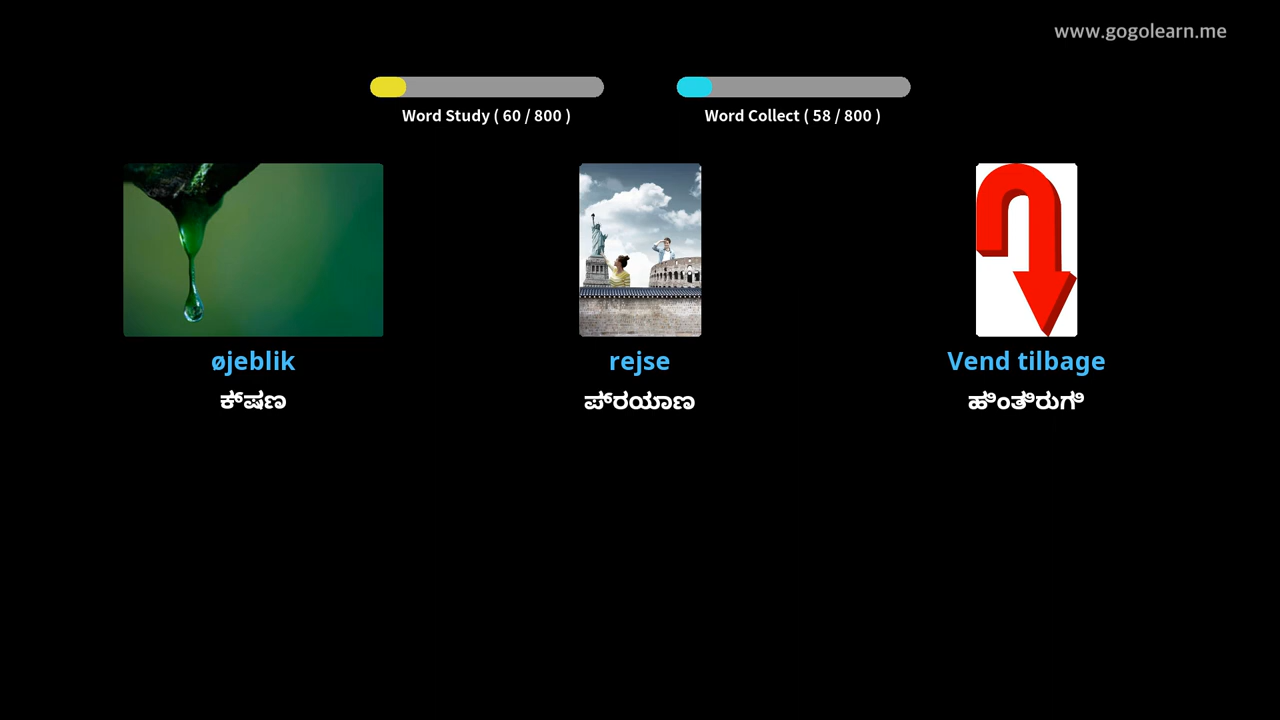 www.gogolearn.me
Word Study ( 60 / 800 )
Word Collect ( 58 / 800 )
øjeblik
rejse
Vend tilbage
ಕ್ಷಣ
ಪ್ರಯಾಣ
ಹಿಂತಿರುಗಿ